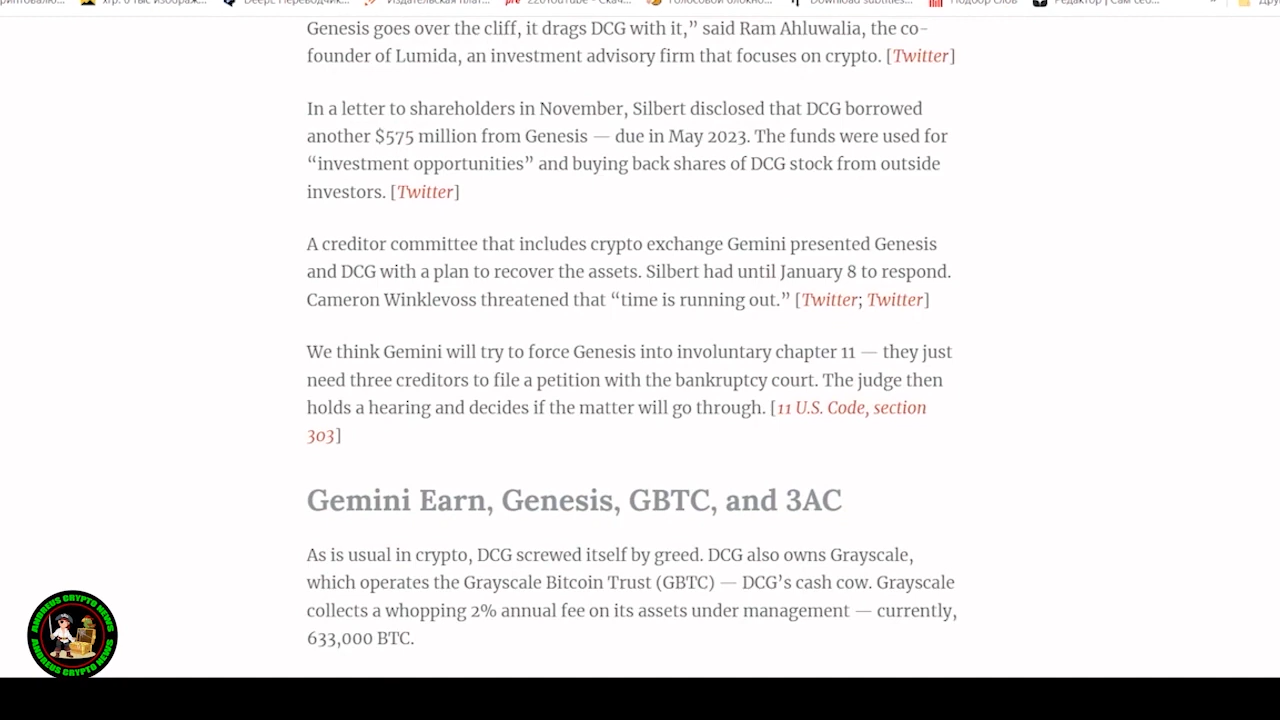 Genesis goes over the cliff, it drags DCG with it,” said Ram Ahluwalia, the co-
founder of Lumida, an investment advisory firm that focuses on crypto. [Twitter]
In a letter to shareholders in November, Silbert disclosed that DCG borrowed
another $575 million from Genesis — due in May 2023. The funds were used for
“investment opportunities” and buying back shares of DCG stock from outside
investors. [Twitter]
A creditor committee that includes crypto exchange Gemini presented Genesis
and DCG with a plan to recover the assets. Silbert had until January 8 to respond.
Cameron Winklevoss threatened that “time is running out.” [Twitter; Twitter]
We think Gemini will try to force Genesis into involuntary chapter 11 — they just
need three creditors to file a petition with the bankruptcy court. The judge then
holds a hearing and decides if the matter will go through. [11 U.S. Code, section
303]
Gemini Earn, Genesis, GBTC, and 3AC
As is usual in crypto, DCG screwed itself by greed. DCG also owns Grayscale,
which operates the Grayscale Bitcoin Trust (GBTC) — DCG’s cash cow. Grayscale
collects a whopping 2% annual fee on its assets under management — currently,
633,000 BTC.
ANDREUS CRYPTO NEWS
ANDREUS CRYPTO NEWS